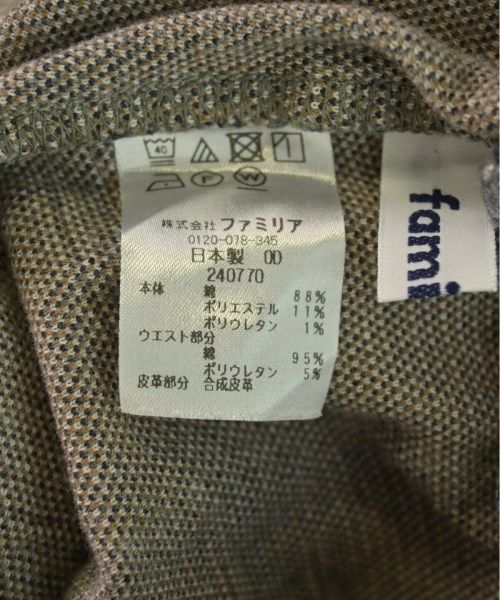 40
株式会社 ファミリア
0120-078-345
日本製 00
240770
本体 綿 88%
ポリエステル 11%
ポリウレタン 1%
ウエスト部分
綿 95%
ポリウレタン 5%
皮革部分 合成皮革
fami